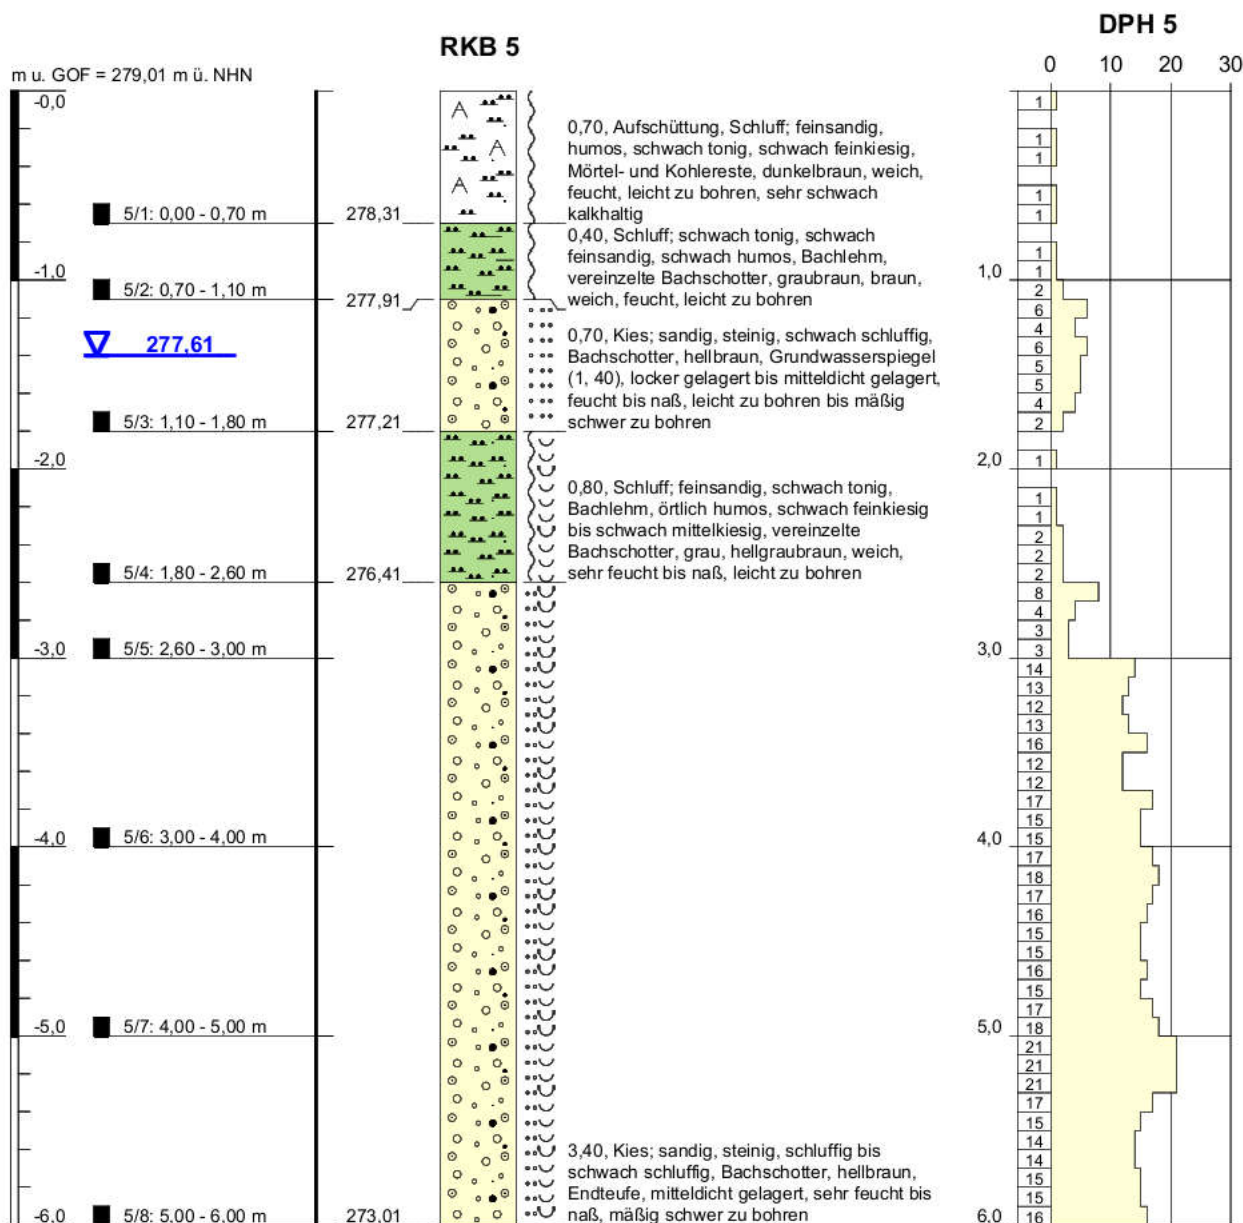 RKB 5
DPH 5
m u. GOF = 279,01 m ü. NHN
0 10 20 30
-0,0
0,70, Aufschüttung, Schluff; feinsandig,
humos, schwach tonig, schwach feinkiesig,
Mörtel- und Kohlereste, dunkelbraun, weich,
feucht, leicht zu bohren, sehr schwach
kalkhaltig
5/1: 0,00 - 0,70 m
278,31
0,40, Schluff; schwach tonig, schwach
feinsandig, schwach humos, Bachlehm,
vereinzelte Bachschotter, graubraun, braun,
weich, feucht, leicht zu bohren
-1,0
5/2: 0,70 - 1,10 m
277,91
0,70, Kies; sandig, steinig, schwach schluffig,
Bachschotter, hellbraun, Grundwasserspiegel
(1, 40), locker gelagert bis mitteldicht gelagert,
feucht bis naß, leicht zu bohren bis mäßig
schwer zu bohren
277,61
5/3: 1,10 - 1,80 m
277,21
-2,0
0,80, Schluff; feinsandig, schwach tonig,
Bachlehm, örtlich humos, schwach feinkiesig
bis schwach mittelkiesig, vereinzelte
Bachschotter, grau, hellgraubraun, weich,
sehr feucht bis naß, leicht zu bohren
5/4: 1,80 - 2,60 m
276,41
-3,0
5/5: 2,60 - 3,00 m
-4,0
5/6: 3,00 - 4,00 m
-5,0
5/7: 4,00 - 5,00 m
3,40, Kies; sandig, steinig, schluffig bis
schwach schluffig, Bachschotter, hellbraun,
Endteufe, mitteldicht gelagert, sehr feucht bis
naß, mäßig schwer zu bohren
-6,0
5/8: 5,00 - 6,00 m
273,01
1
1
1
1
1
1
1,0 1
2
6
4
6
5
5
4
2
2,0 1
1
1
2
2
2
8
4
3
3,0 3
14
13
12
13
16
12
12
17
15
4,0 15
17
18
17
16
15
15
16
15
17
5,0 18
21
21
21
17
15
14
14
15
15
6,0 16